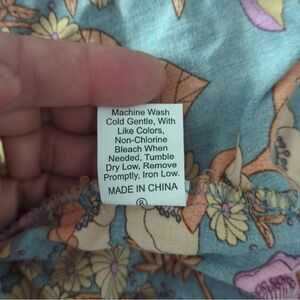 Machine Wash
Cold Gentle, With
Like Colors,
Non-Chlorine
Bleach When
Needed, Tumble
Dry Low, Remove
Promptly, Iron Low.
MADE IN CHINA